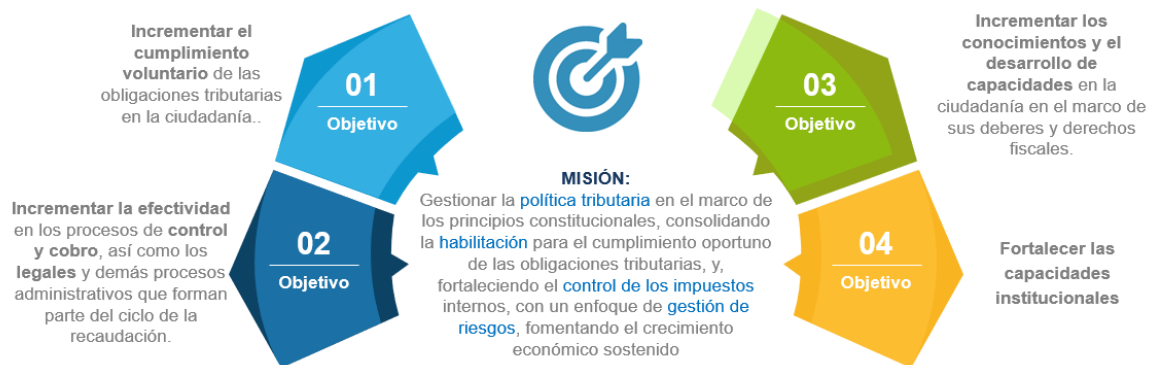 Incrementar el
cumplimiento
voluntario de las
obligaciones tributarias
en la ciudadanía..
01
Objetivo
Incrementar la efectividad
en los procesos de control
y cobro, así como los
legales y demás procesos
administrativos que forman
parte del ciclo de la
recaudación.
02
Objetivo
MISIÓN:
Gestionar la política tributaria en el marco de
los principios constitucionales, consolidando
la habilitación para el cumplimiento oportuno
de las obligaciones tributarias, y,
fortaleciendo el control de los impuestos
internos, con un enfoque de gestión de
riesgos, fomentando el crecimiento
económico sostenido
03
Objetivo
Incrementar los
conocimientos y el
desarrollo de
capacidades en la
ciudadanía en el marco de
sus deberes y derechos
fiscales.
04
Objetivo
Fortalecer las
capacidades
institucionales